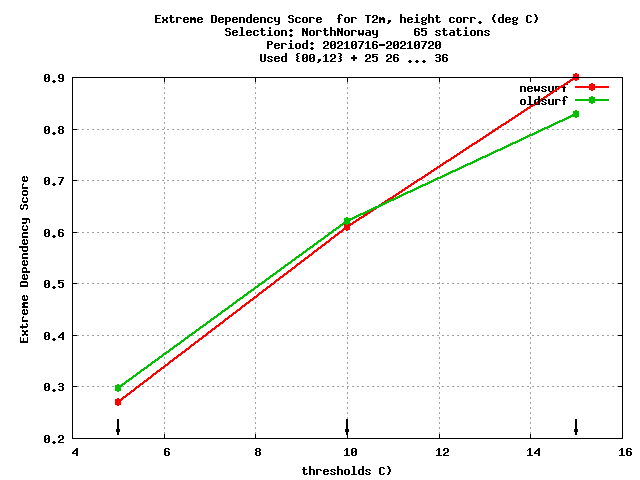 Extreme Dependency Score  for T2m, height corr. (deg C)
Selection: NorthNorway     65 stations
Period: 20210716-20210720
Used {00,12} + 25 26 ... 36
newsurf
oldsurf
0.9
0.8
0.7
0.6
0.5
0.4
0.3
0.2
Extreme Dependency Score
4 6 8 10 12 14 16
thresholds C)